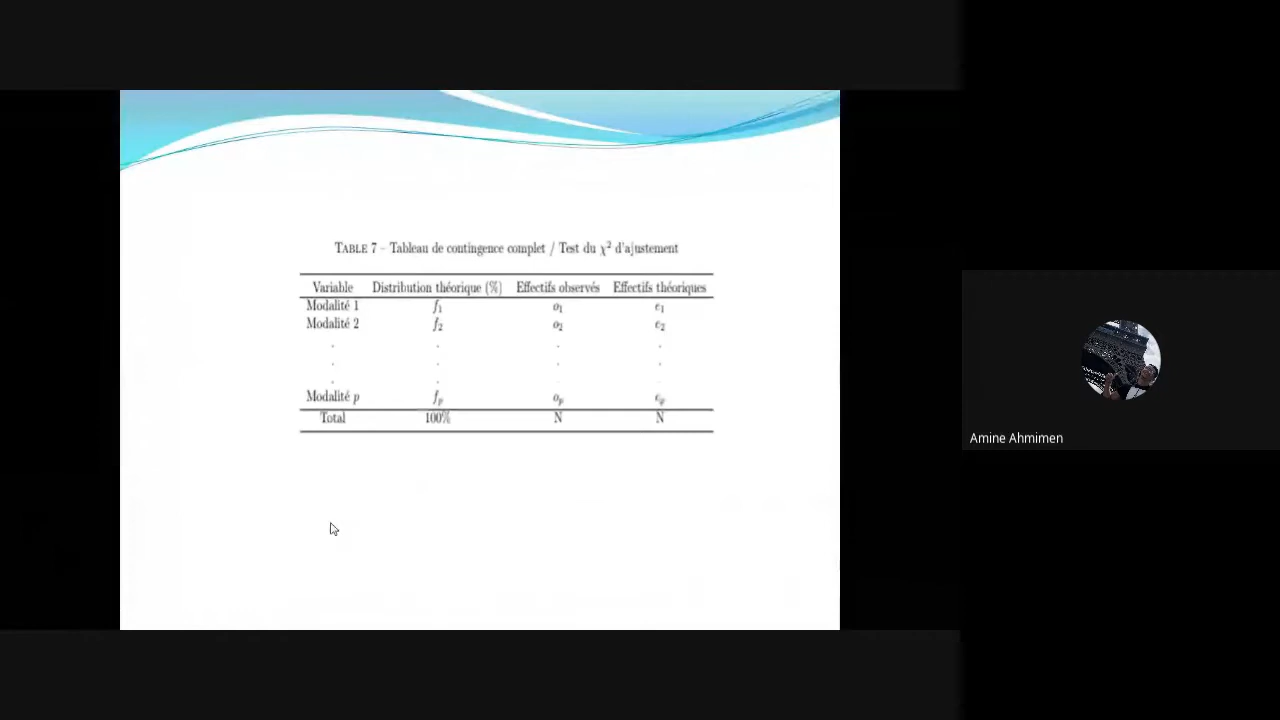 TABLE 7 – Tableau de contingence complet / Test du χ² d'ajustement
Variable Distribution théorique (%) Effectifs observés Effectifs théoriques
Modalité 1 f₁ o₁ e₁
Modalité 2 f₂ o₂ e₂
. . . .
. . . .
. . . .
Modalité p fₚ oₚ eₚ
Total 100% N N
Amine Ahmimen